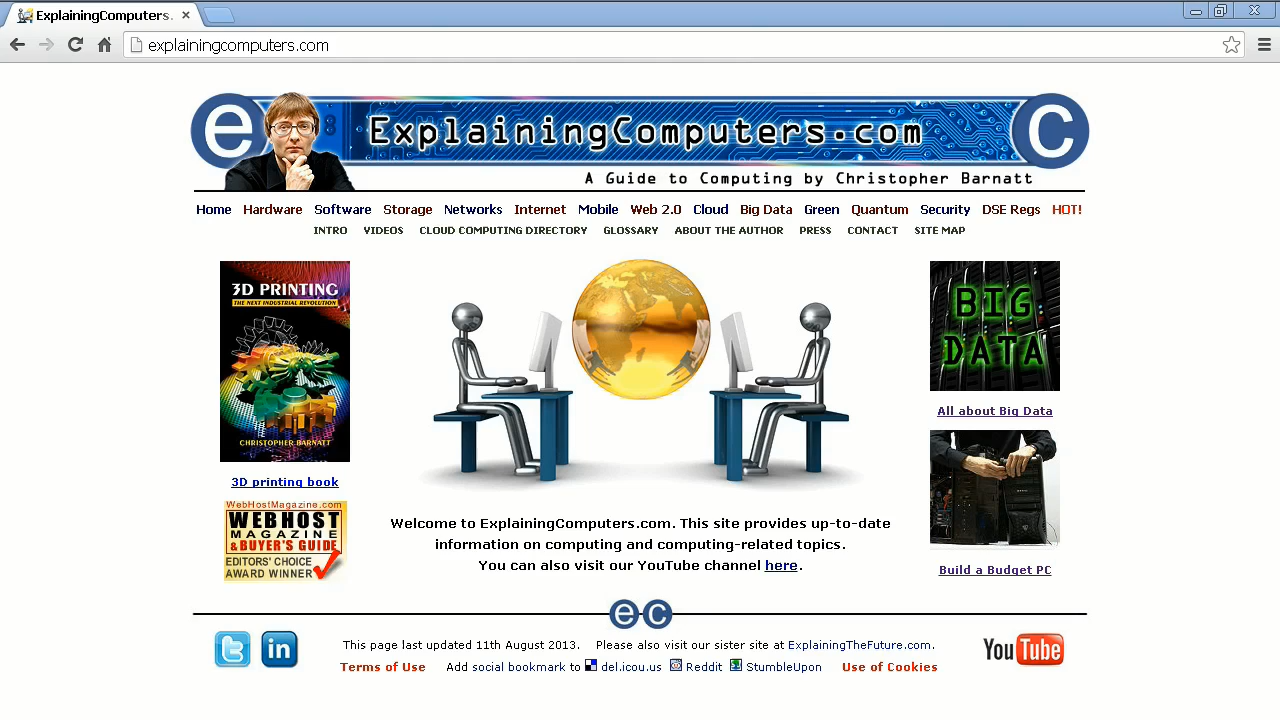 ExplainingComputers.
explainingcomputers.com
e ExplainingComputers.com c
A Guide to Computing by Christopher Barnatt
Home Hardware Software Storage Networks Internet Mobile Web 2.0 Cloud Big Data Green Quantum Security DSE Regs HOT!
INTRO VIDEOS CLOUD COMPUTING DIRECTORY GLOSSARY ABOUT THE AUTHOR PRESS CONTACT SITE MAP
3D PRINTING
THE NEXT INDUSTRIAL REVOLUTION
CHRISTOPHER BARNATT
3D printing book
WebHostMagazine.com
WEBHOST
MAGAZINE
& BUYER'S GUIDE
EDITORS' CHOICE
AWARD WINNER
BIG
DATA
All about Big Data
Build a Budget PC
Welcome to ExplainingComputers.com. This site provides up-to-date
information on computing and computing-related topics.
You can also visit our YouTube channel here.
e c
in
This page last updated 11th August 2013. Please also visit our sister site at ExplainingTheFuture.com.
Terms of Use Add social bookmark to del.icou.us Reddit StumbleUpon Use of Cookies
YouTube